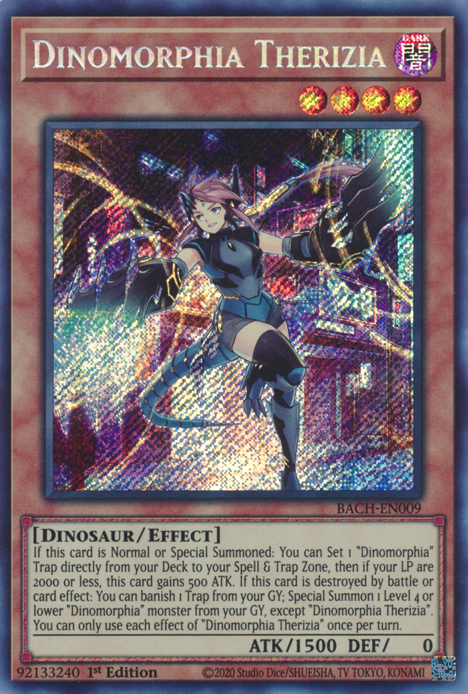 DINOMORPHIA THERIZIA
DARK
闇
BACH-EN009
[DINOSAUR/EFFECT]
If this card is Normal or Special Summoned: You can Set 1 "Dinomorphia"
Trap directly from your Deck to your Spell & Trap Zone, then if your LP are
2000 or less, this card gains 500 ATK. If this card is destroyed by battle or
card effect: You can banish 1 Trap from your GY; Special Summon 1 Level 4 or
lower "Dinomorphia" monster from your GY, except "Dinomorphia Therizia".
You can only use each effect of "Dinomorphia Therizia" once per turn.
ATK/1500 DEF/ 0
92133240 1st Edition ©2020 Studio Dice/SHUEISHA, TV TOKYO, KONAMI